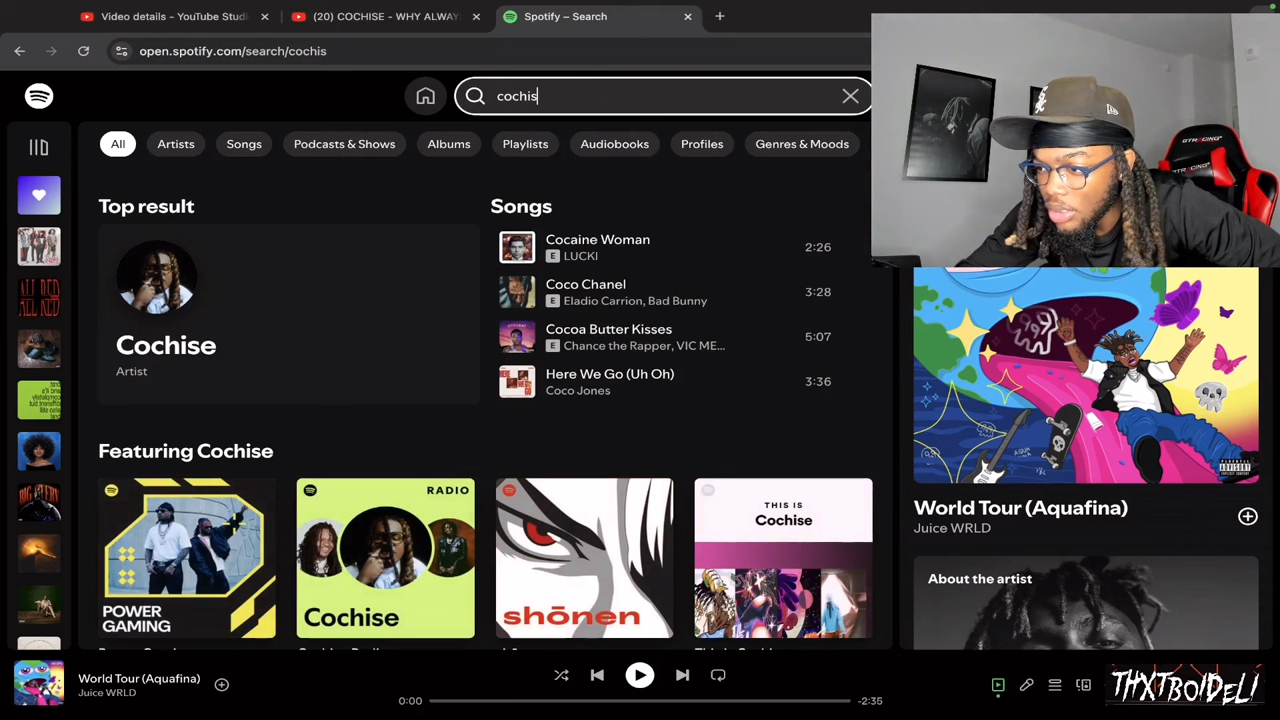 Video details - YouTube Studi
(20) COCHISE - WHY ALWAY
Spotify – Search
open.spotify.com/search/cochis
cochis
All
Artists
Songs
Podcasts & Shows
Albums
Playlists
Audiobooks
Profiles
Genres & Moods
Top result
Cochise
Artist
Songs
Cocaine Woman
2:26
E LUCKI
Coco Chanel
3:28
E Eladio Carrion, Bad Bunny
Cocoa Butter Kisses
5:07
E Chance the Rapper, VIC ME...
Here We Go (Uh Oh)
3:36
Coco Jones
Featuring Cochise
POWER
GAMING
RADIO
Cochise
shōnen
THIS IS
Cochise
ALL RED
GTRACING
World Tour (Aquafina)
Juice WRLD
About the artist
World Tour (Aquafina)
Juice WRLD
0:00
-2:35
THXTBOIDELI